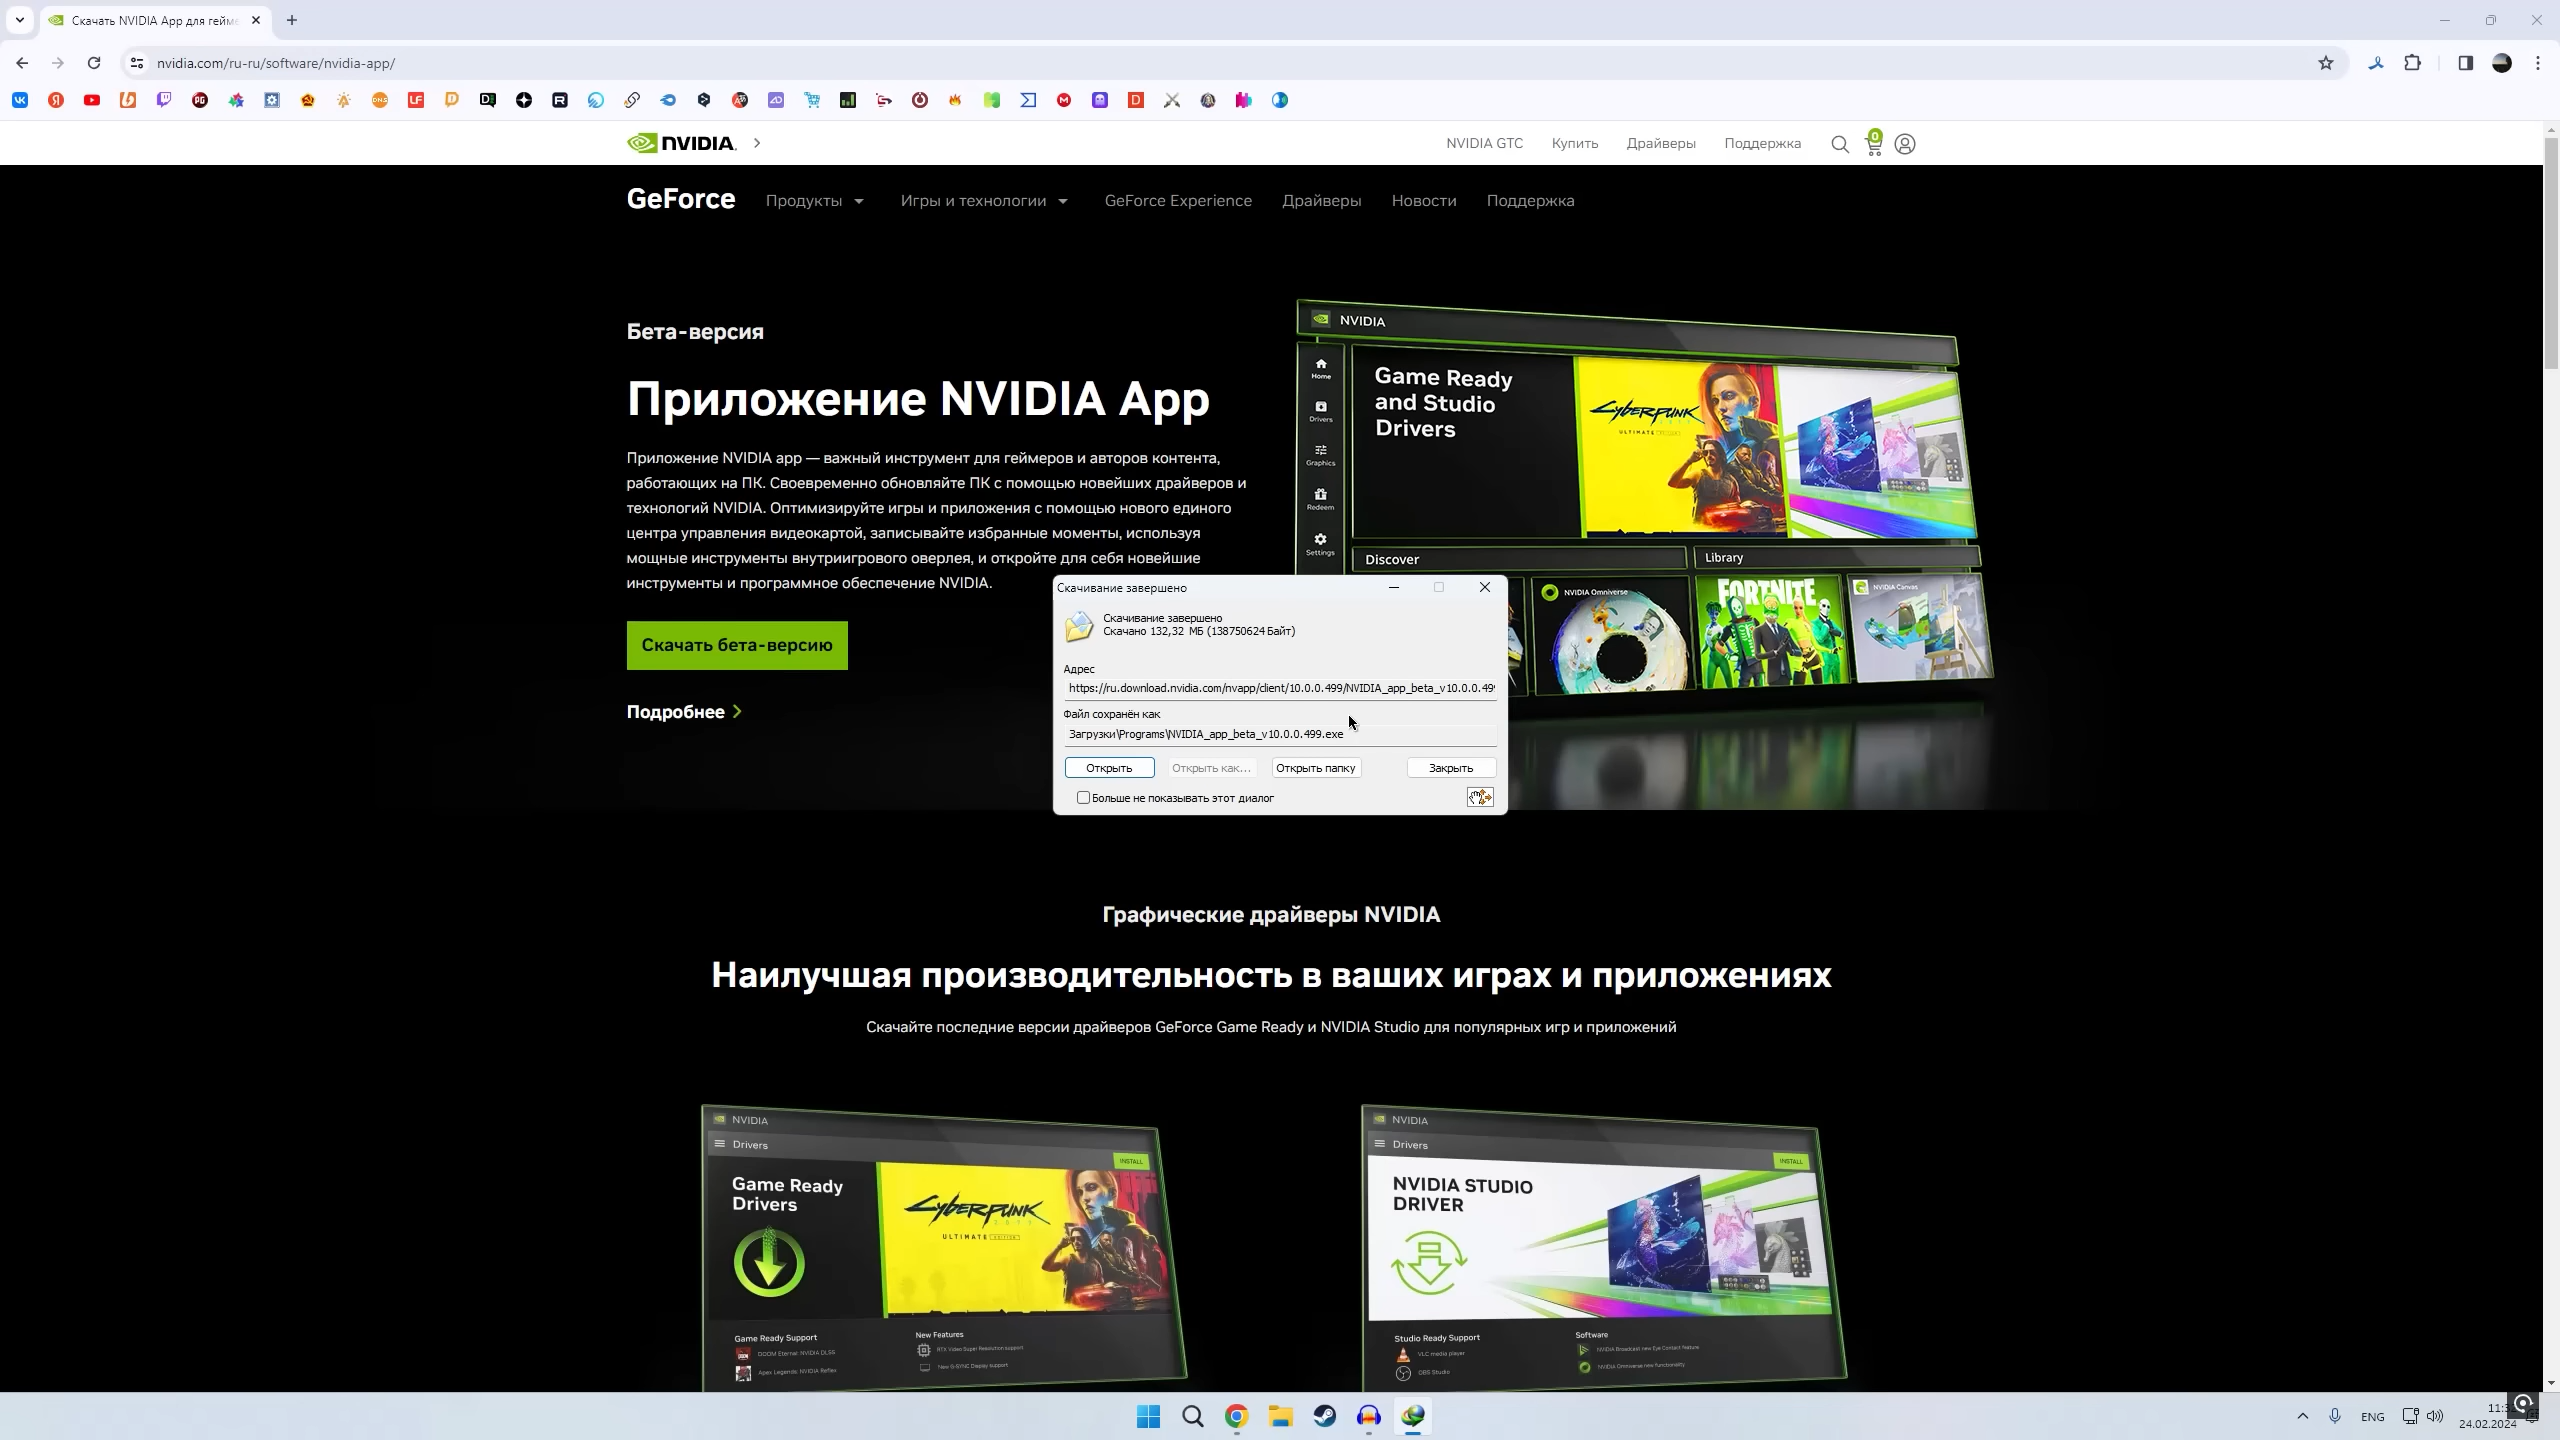 Скачать NVIDIA App для гейме
nvidia.com/ru-ru/software/nvidia-app/
NVIDIA.
NVIDIA GTC
Купить
Драйверы
Поддержка
0
GeForce
Продукты
Игры и технологии
GeForce Experience
Драйверы
Новости
Поддержка
Бета-версия
Приложение NVIDIA App
Приложение NVIDIA app — важный инструмент для геймеров и авторов контента,
работающих на ПК. Своевременно обновляйте ПК с помощью новейших драйверов и
технологий NVIDIA. Оптимизируйте игры и приложения с помощью нового единого
центра управления видеокартой, записывайте избранные моменты, используя
мощные инструменты внутриигрового оверлея, и откройте для себя новейшие
инструменты и программное обеспечение NVIDIA.
Скачать бета-версию
Подробнее
NVIDIA
Home
Drivers
Graphics
Redeem
Settings
Game Ready
and Studio
Drivers
CYBERPUNK
ULTIMATE
Discover
Library
NVIDIA Omniverse
FORTNITE
NVIDIA Canvas
Скачивание завершено
Скачивание завершено
Скачано 132,32 МБ (138750624 Байт)
Адрес
https://ru.download.nvidia.com/nvapp/client/10.0.0.499/NVIDIA_app_beta_v10.0.0.499
Файл сохранён как
Загрузки\Programs\NVIDIA_app_beta_v10.0.0.499.exe
Открыть
Открыть как...
Открыть папку
Закрыть
Больше не показывать этот диалог
Графические драйверы NVIDIA
Наилучшая производительность в ваших играх и приложениях
Скачайте последние версии драйверов GeForce Game Ready и NVIDIA Studio для популярных игр и приложений
NVIDIA
Drivers
INSTALL
Game Ready
Drivers
CYBERPUNK
ULTIMATE
Game Ready Support
DOOM Eternal: NVIDIA DLSS
Apex Legends: NVIDIA Reflex
New Features
RTX Video Super Resolution support
New G-SYNC Display support
NVIDIA
Drivers
INSTALL
NVIDIA STUDIO
DRIVER
Studio Ready Support
VLC media player
OBS Studio
Software
NVIDIA Broadcast new Eye Contact feature
NVIDIA Omniverse new functionality
ENG
24.02.2024